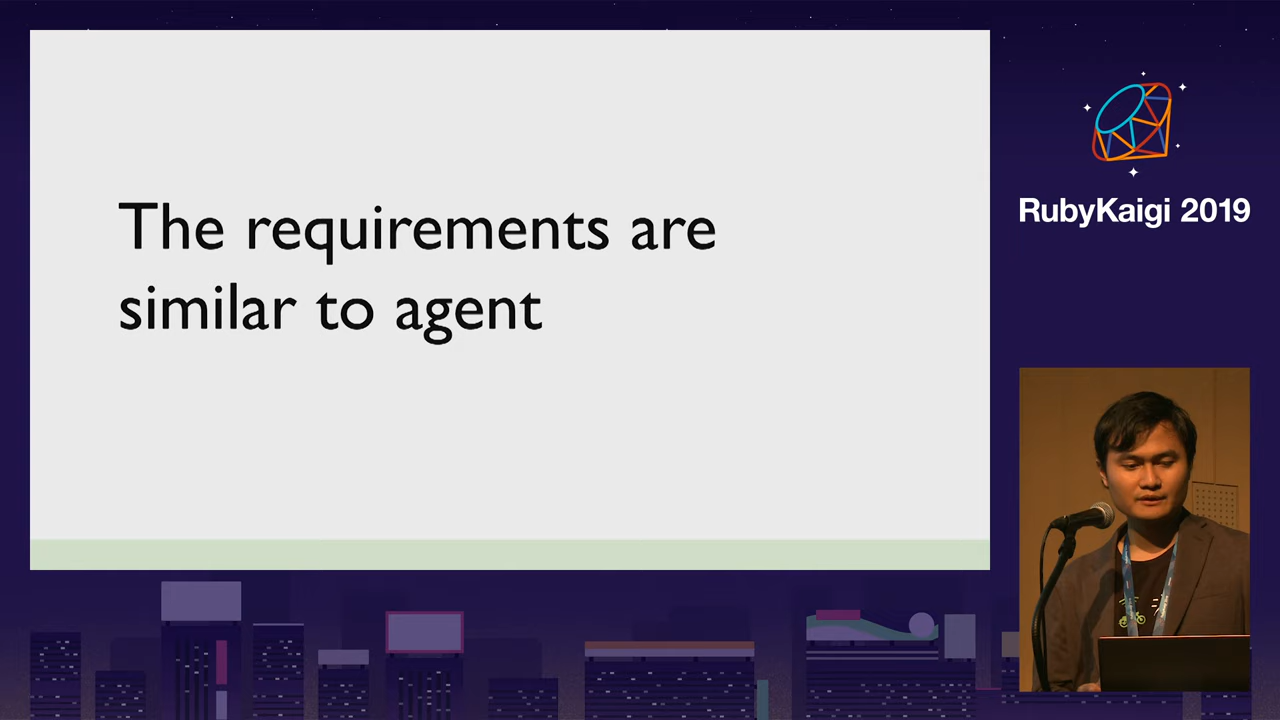 The requirements are
similar to agent
RubyKaigi 2019